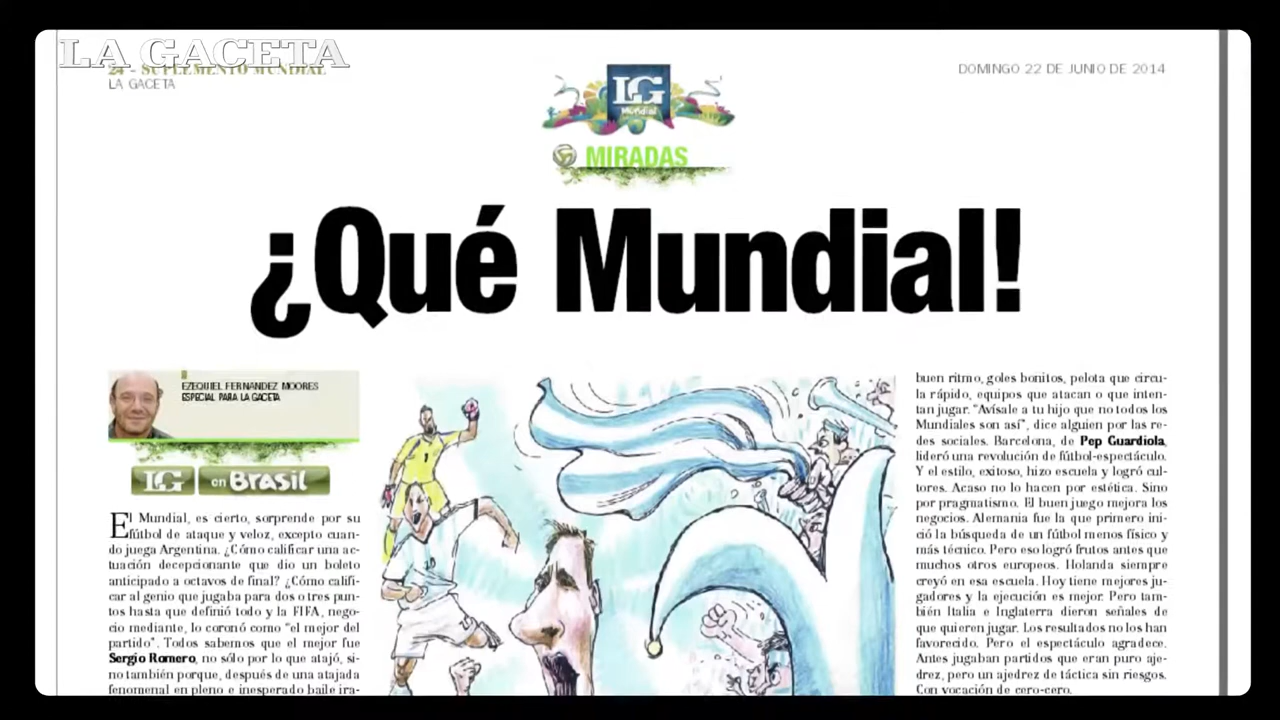 LA GACETA
24 - SUPLEMENTO MUNDIAL
LA GACETA
DOMINGO 22 DE JUNIO DE 2014
LG
Mundial
MIRADAS
¿Qué Mundial!
EZEQUIEL FERNANDEZ MOORES
ESPECIAL PARA LA GACETA
LG en Brasil
El Mundial, es cierto, sorprende por su
fútbol de ataque y veloz, excepto cuan-
do juega Argentina. ¿Cómo calificar una ac-
tuación decepcionante que dio un boleto
anticipado a octavos de final? ¿Cómo califi-
car al genio que jugaba para dos o tres pun-
tos hasta que definió todo y la FIFA, nego-
cio mediante, lo coronó como "el mejor del
partido". Todos sabemos que el mejor fue
Sergio Romero, no sólo por lo que atajó, si-
no también porque, después de una atajada
fenomenal en pleno e inesperado baile ira-
10
buen ritmo, goles bonitos, pelota que circu-
la rápido, equipos que atacan o que inten-
tan jugar. "Avísale a tu hijo que no todos los
Mundiales son así", dice alguien por las re-
des sociales. Barcelona, de Pep Guardiola,
lideró una revolución de fútbol-espectáculo.
Y el estilo, exitoso, hizo escuela y logró cul-
tores. Acaso no lo hacen por estética. Sino
por pragmatismo. El buen juego mejora los
negocios. Alemania fue la que primero ini-
ció la búsqueda de un fútbol menos físico y
más técnico. Pero eso logró frutos antes que
muchos otros europeos. Holanda siempre
creyó en esa escuela. Hoy tiene mejores ju-
gadores y la ejecución es mejor. Pero tam-
bién Italia e Inglaterra dieron señales de
que quieren jugar. Los resultados no los han
favorecido. Pero el espectáculo agradece.
Antes jugaban partidos que eran puro aje-
drez, pero un ajedrez de táctica sin riesgos.
Con vocación de cero-cero.